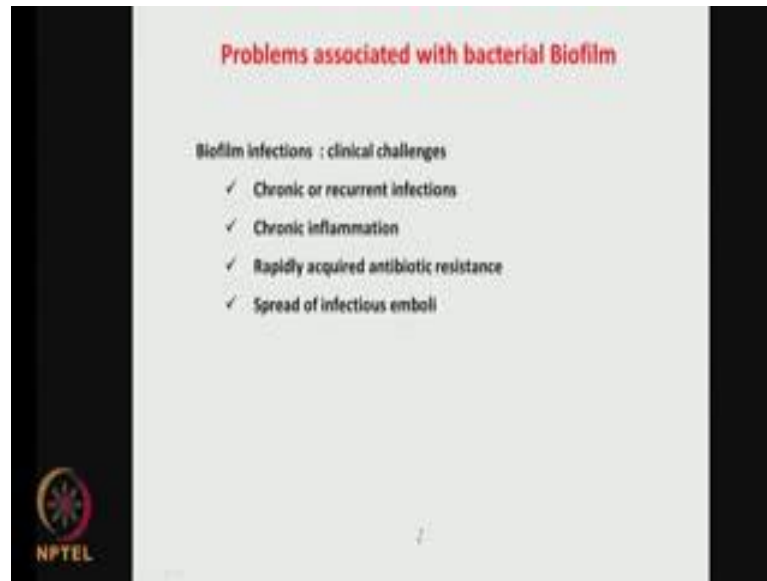 Problems associated with bacterial Biofilm
Biofilm infections : clinical challenges
✓ Chronic or recurrent infections
✓ Chronic inflammation
✓ Rapidly acquired antibiotic resistance
✓ Spread of infectious emboli
NPTEL